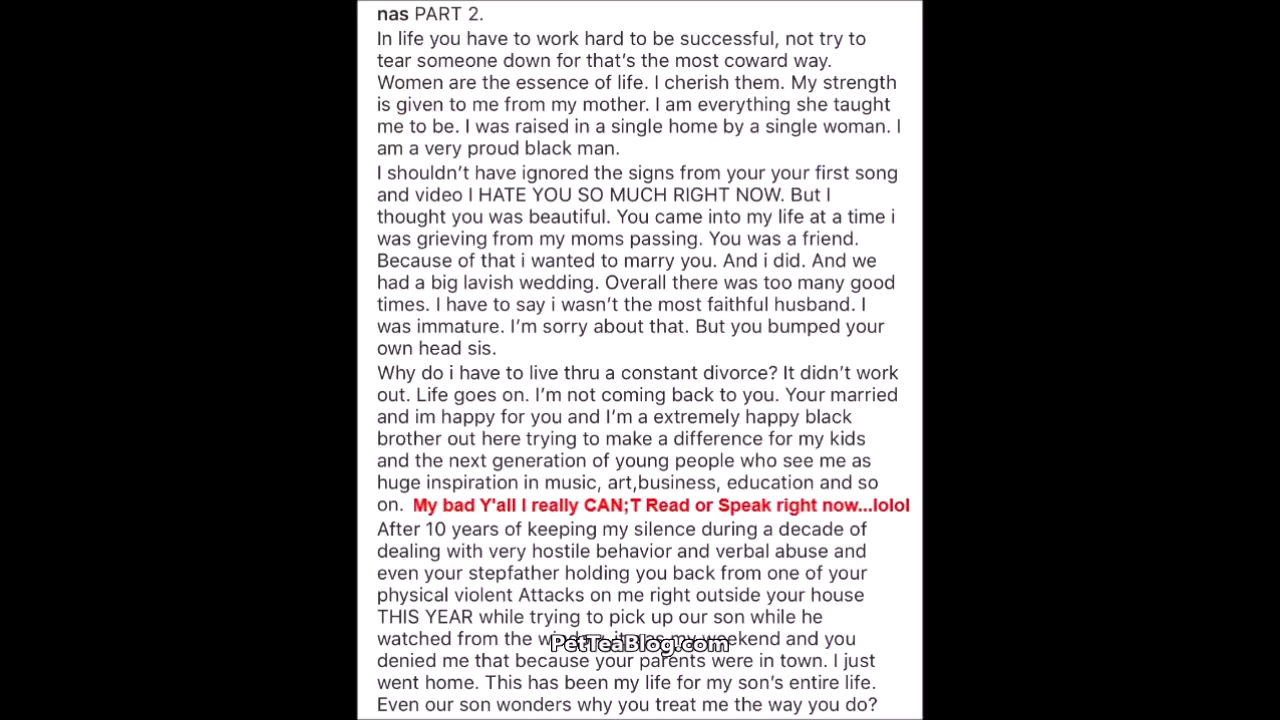 nas PART 2.
In life you have to work hard to be successful, not try to
tear someone down for that's the most coward way.
Women are the essence of life. I cherish them. My strength
is given to me from my mother. I am everything she taught
me to be. I was raised in a single home by a single woman. I
am a very proud black man.
I shouldn't have ignored the signs from your your first song
and video I HATE YOU SO MUCH RIGHT NOW. But I
thought you was beautiful. You came into my life at a time i
was grieving from my moms passing. You was a friend.
Because of that i wanted to marry you. And i did. And we
had a big lavish wedding. Overall there was too many good
times. I have to say i wasn't the most faithful husband. I
was immature. I'm sorry about that. But you bumped your
own head sis.
Why do i have to live thru a constant divorce? It didn't work
out. Life goes on. I'm not coming back to you. Your married
and im happy for you and I'm a extremely happy black
brother out here trying to make a difference for my kids
and the next generation of young people who see me as
huge inspiration in music, art,business, education and so
on. My bad Y'all I really CAN;T Read or Speak right now...lolol
After 10 years of keeping my silence during a decade of
dealing with very hostile behavior and verbal abuse and
even your stepfather holding you back from one of your
physical violent Attacks on me right outside your house
THIS YEAR while trying to pick up our son while he
watched from the my weekend and you
PetTeaBlog.com
denied me that because your parents were in town. I just
went home. This has been my life for my son's entire life.
Even our son wonders why you treat me the way you do?